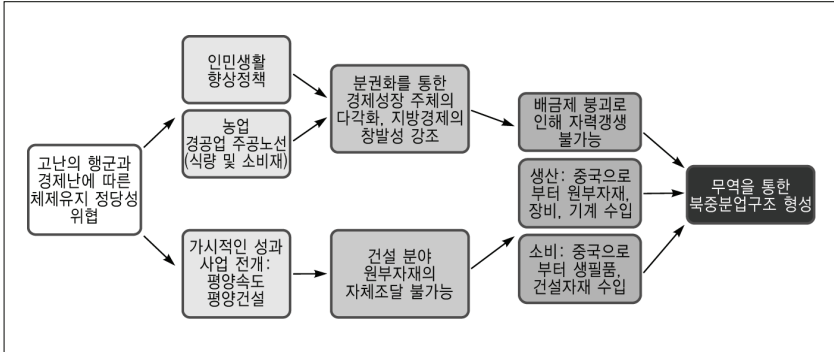 고난의 행군과
경제난에 따른
체제유지 정당성
위협
인민생활
향상정책
농업
경공업 주공노선
(식량 및 소비재)
가시적인 성과
사업 전개:
평양속도
평양건설
분권화를 통한
경제성장 주체의
다각화, 지방경제의
창발성 강조
건설 분야
원부자재의
자체조달 불가능
배금제 붕괴로
인해 자력갱생
불가능
생산: 중국으로
부터 원부자재,
장비, 기계 수입
소비: 중국으로
부터 생필품,
건설자재 수입
무역을 통한
북중분업구조 형성